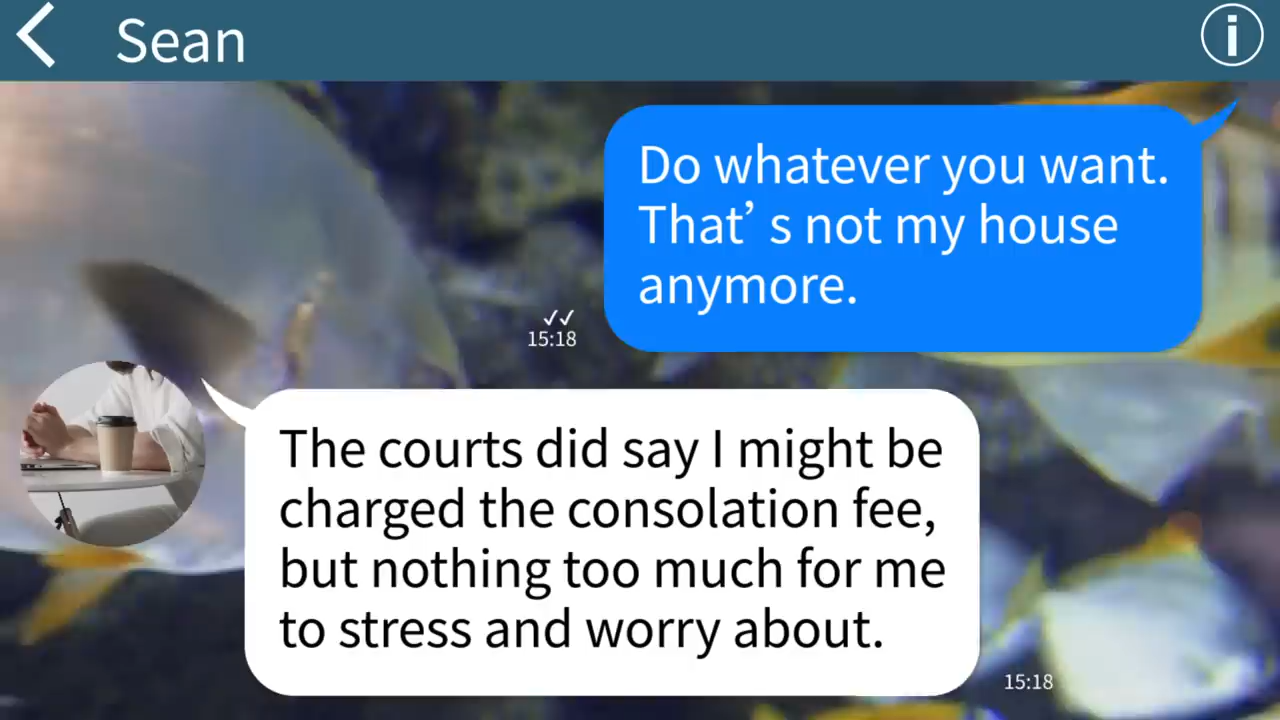 Sean
Do whatever you want.
That’s not my house
anymore.
15:18
The courts did say I might be
charged the consolation fee,
but nothing too much for me
to stress and worry about.
15:18